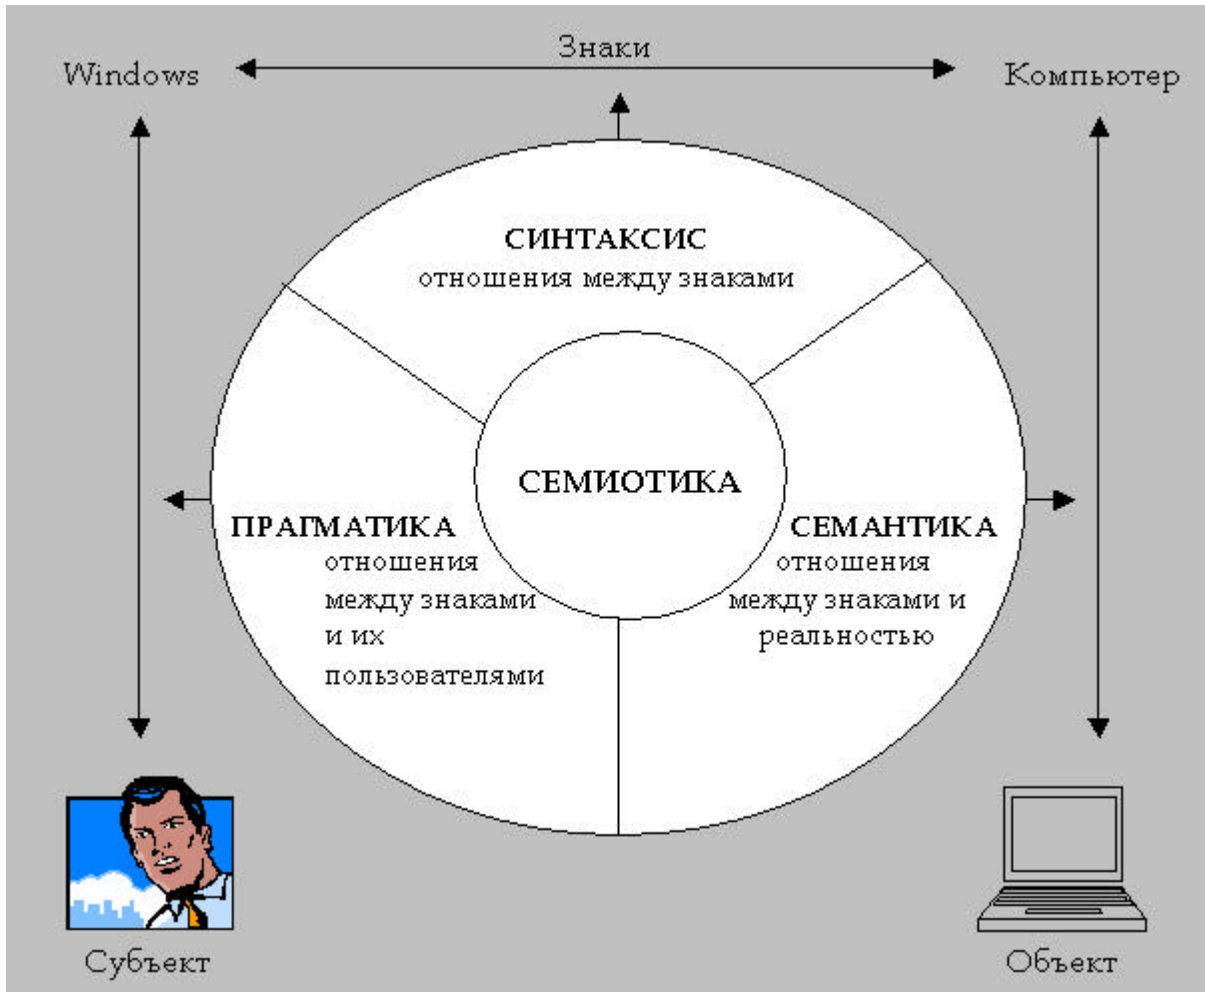 Знаки
Windows
Компьютер
СИНТАКСИС
отношения между знаками
СЕМИОТИКА
ПРАГМАТИКА
отношения
между знаками
и их
пользователями
СЕМАНТИКА
отношения
между знаками и
реальностью
Субъект
Объект